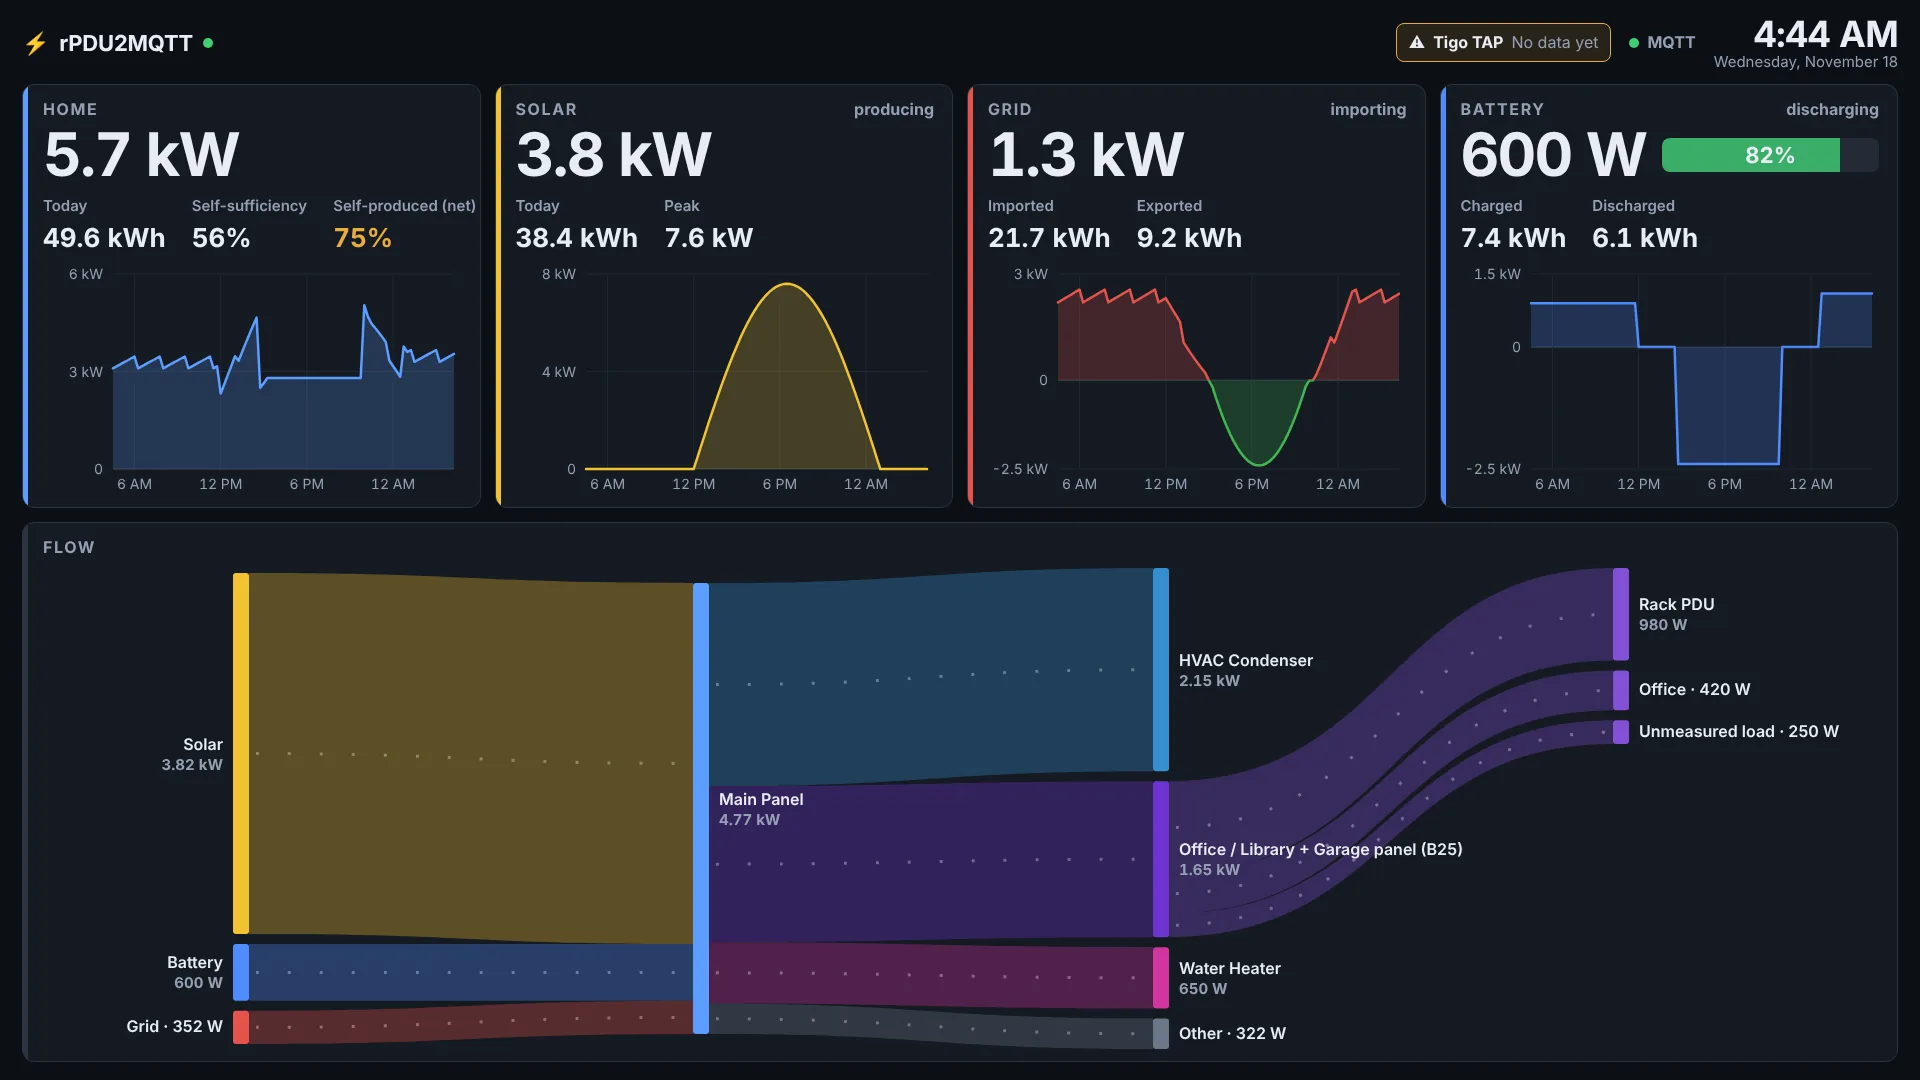 ⚡ rPDU2MQTT
⚠ Tigo TAP No data yet
MQTT
4:44 AM
Wednesday, November 18
HOME
5.7 kW
Today Self-sufficiency Self-produced (net)
49.6 kWh 56% 75%
6 kW
3 kW
0
6 AM 12 PM 6 PM 12 AM
SOLAR producing
3.8 kW
Today Peak
38.4 kWh 7.6 kW
8 kW
4 kW
0
6 AM 12 PM 6 PM 12 AM
GRID importing
1.3 kW
Imported Exported
21.7 kWh 9.2 kWh
3 kW
0
-2.5 kW
6 AM 12 PM 6 PM 12 AM
BATTERY discharging
600 W 82%
Charged Discharged
7.4 kWh 6.1 kWh
1.5 kW
0
-2.5 kW
6 AM 12 PM 6 PM 12 AM
FLOW
Solar
3.82 kW
Battery
600 W
Grid · 352 W
Main Panel
4.77 kW
HVAC Condenser
2.15 kW
Office / Library + Garage panel (B25)
1.65 kW
Water Heater
650 W
Other · 322 W
Rack PDU
980 W
Office · 420 W
Unmeasured load · 250 W